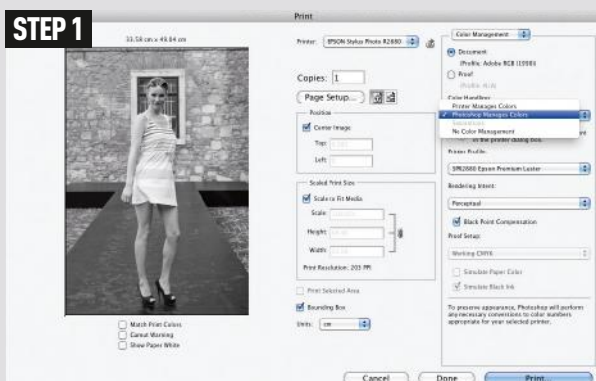 STEP 1
Print
33.58 cm x 49.84 cm
Match Print Colors
Gamut Warning
Show Paper White
Printer: EPSON Stylus Photo R2880
Copies: 1
Page Setup...
Position
Center Image
Top:
Left:
Scaled Print Size
Scale to Fit Media
Scale:
Height:
Width:
Print Resolution: 203 PPI
Print Selected Area
Bounding Box
Units: cm
Color Management
Document
(Profile: Adobe RGB (1998))
Proof
(Profile: N/A)
Color Handling:
Printer Manages Colors
Photoshop Manages Colors
Separations
No Color Management
in the printer dialog box.
Printer Profile:
SPR2880 Epson Premium Luster
Rendering Intent:
Perceptual
Black Point Compensation
Proof Setup:
Working CMYK
Simulate Paper Color
Simulate Black Ink
To preserve appearance, Photoshop will perform
any necessary conversions to color numbers
appropriate for your selected printer.
Cancel
Done
Print...